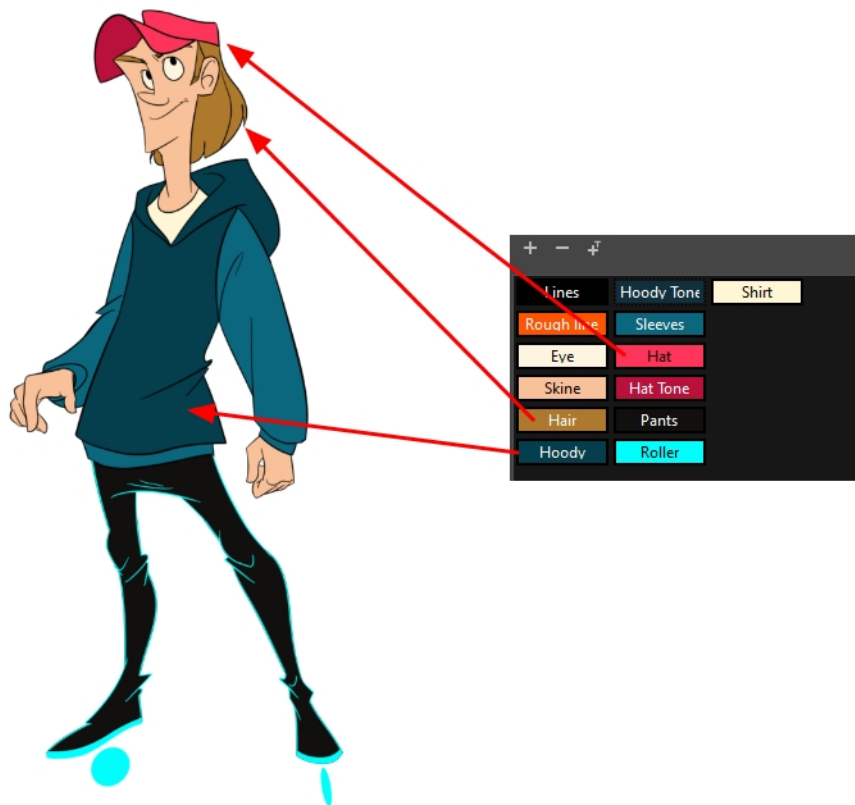 Lines Hoody Tone Shirt
Rough line Sleeves
Eye Hat
Skine Hat Tone
Hair Pants
Hoody Roller